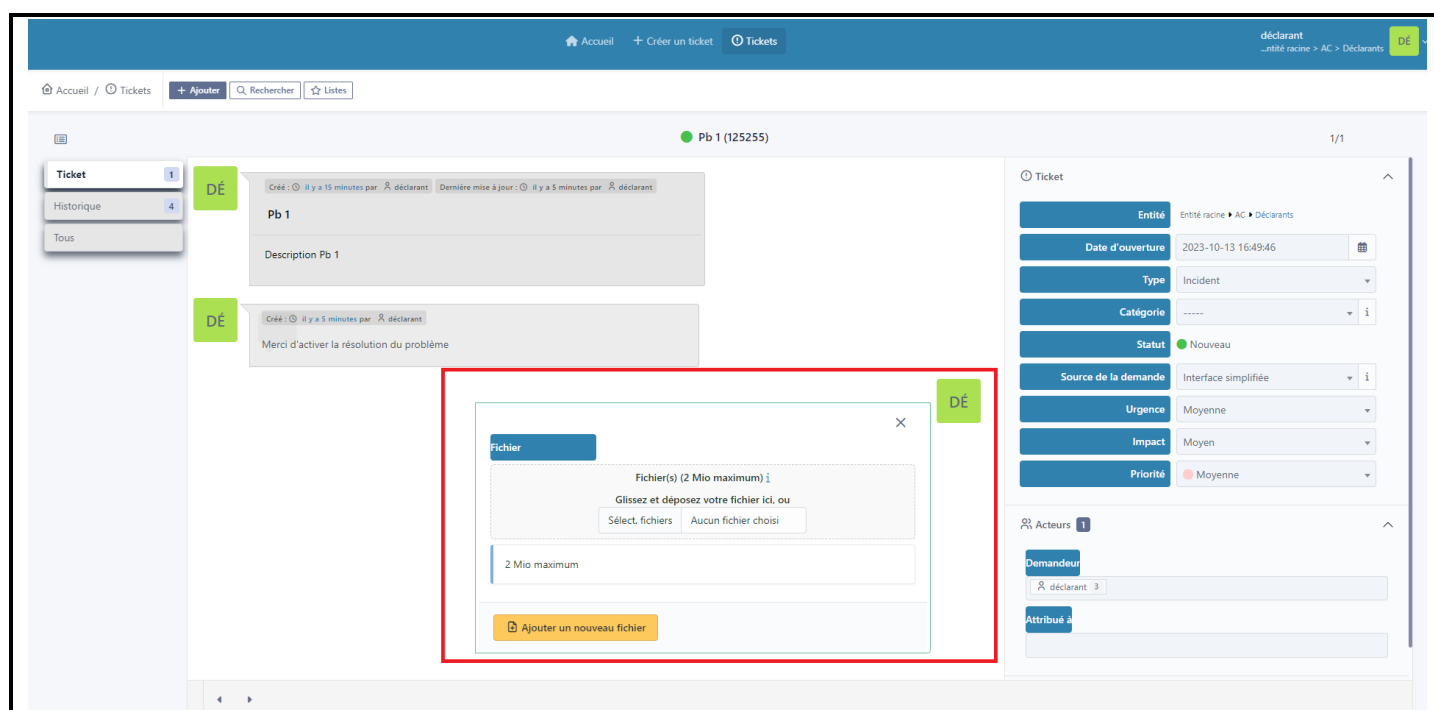 Accueil + Créer un ticket Tickets
déclarant
...ntité racine > AC > Déclarants
DÉ
Accueil / Tickets + Ajouter Rechercher Listes
Pb 1 (125255) 1/1
Ticket 1
Historique 4
Tous
DÉ
Créé : il y a 15 minutes par déclarant Dernière mise à jour : il y a 5 minutes par déclarant
Pb 1
Description Pb 1
DÉ
Créé : il y a 5 minutes par déclarant
Merci d'activer la résolution du problème
DÉ
Fichier
Fichier(s) (2 Mio maximum) i
Glissez et déposez votre fichier ici, ou
Sélect. fichiers Aucun fichier choisi
2 Mio maximum
Ajouter un nouveau fichier
Ticket
Entité Entité racine AC Déclarants
Date d'ouverture 2023-10-13 16:49:46
Type Incident
Catégorie ----- i
Statut Nouveau
Source de la demande Interface simplifiée i
Urgence Moyenne
Impact Moyen
Priorité Moyenne
Acteurs 1
Demandeur
déclarant 3
Attribué à